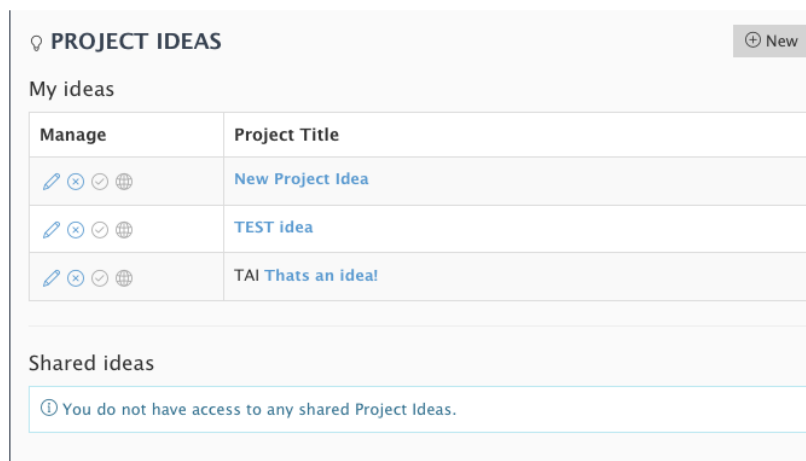 PROJECT IDEAS
New
My ideas
Manage Project Title
New Project Idea
TEST idea
TAI Thats an idea!
Shared ideas
You do not have access to any shared Project Ideas.